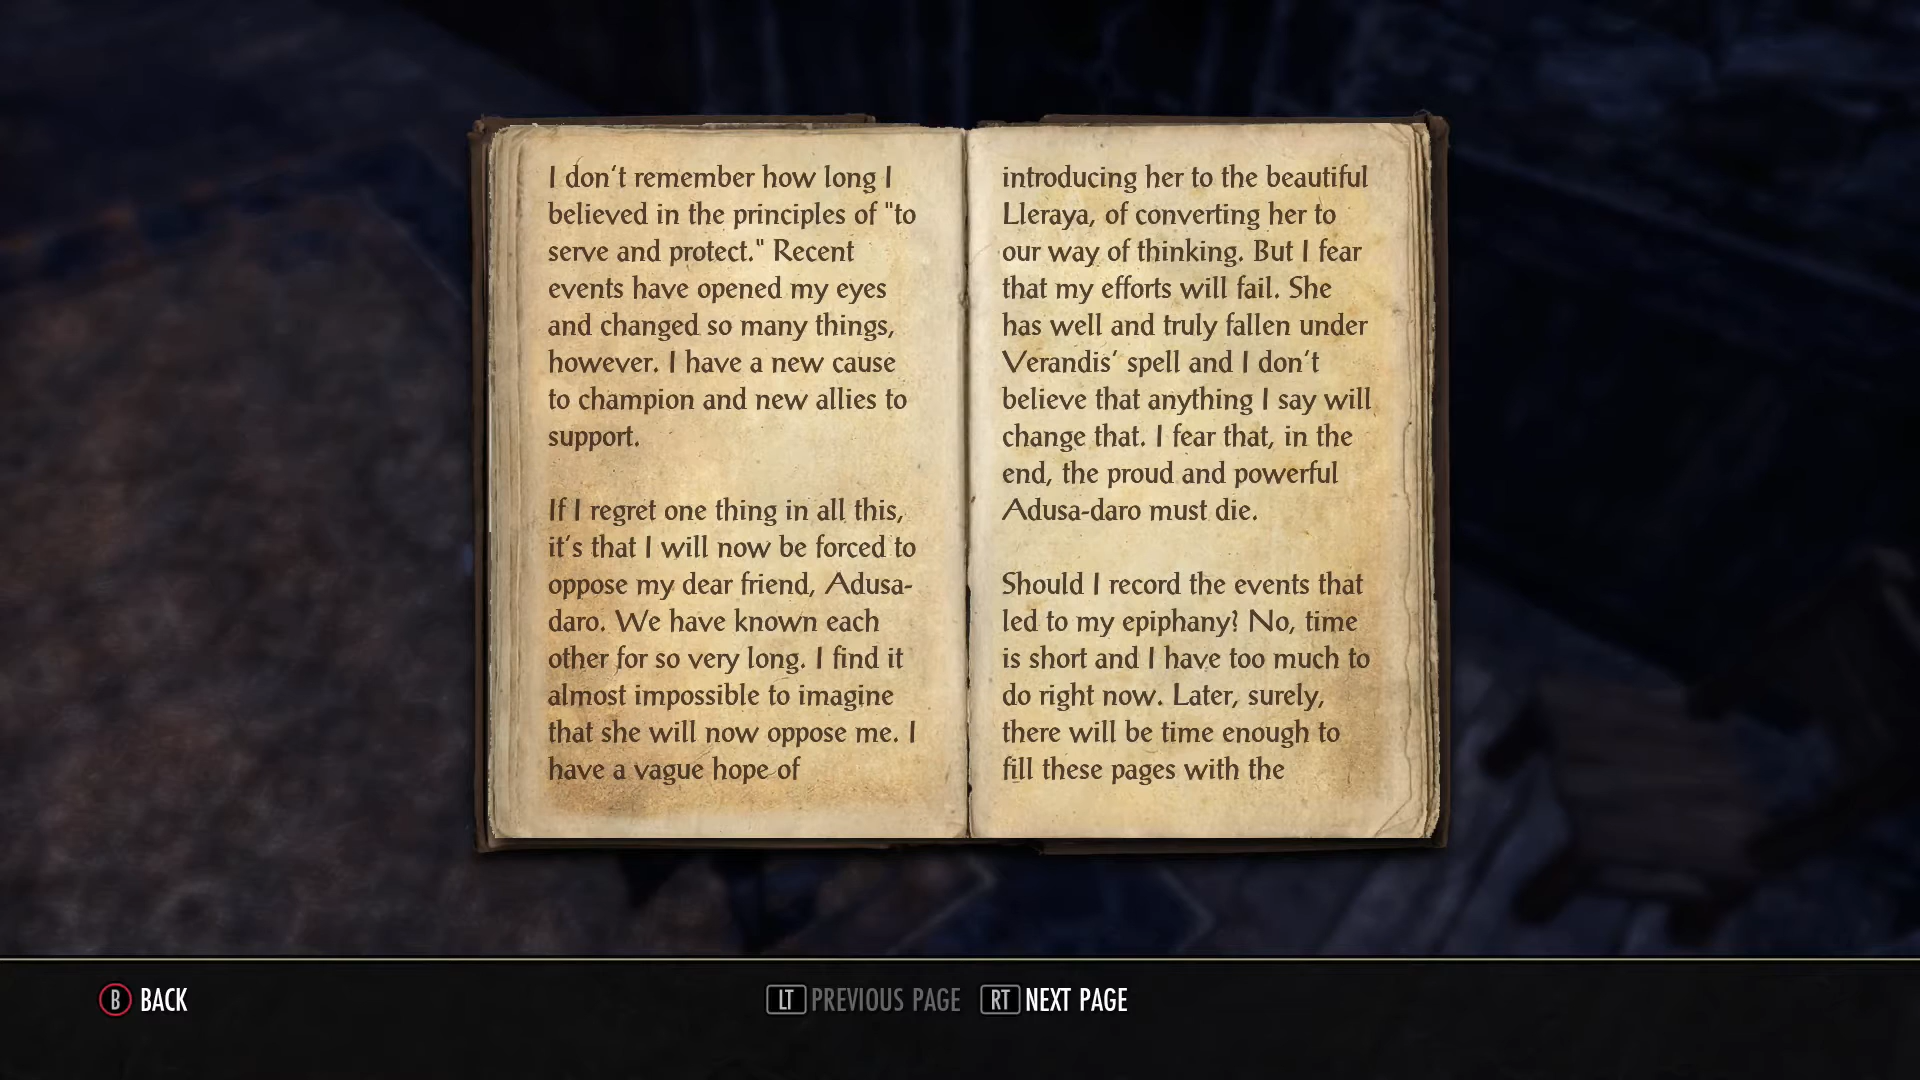 I don't remember how long I
believed in the principles of "to
serve and protect." Recent
events have opened my eyes
and changed so many things,
however. I have a new cause
to champion and new allies to
support.
If I regret one thing in all this,
it's that I will now be forced to
oppose my dear friend, Adusa-
daro. We have known each
other for so very long. I find it
almost impossible to imagine
that she will now oppose me. I
have a vague hope of
introducing her to the beautiful
Lleraya, of converting her to
our way of thinking. But I fear
that my efforts will fail. She
has well and truly fallen under
Verandis' spell and I don't
believe that anything I say will
change that. I fear that, in the
end, the proud and powerful
Adusa-daro must die.
Should I record the events that
led to my epiphany? No, time
is short and I have too much to
do right now. Later, surely,
there will be time enough to
fill these pages with the
B BACK
LT PREVIOUS PAGE RT NEXT PAGE